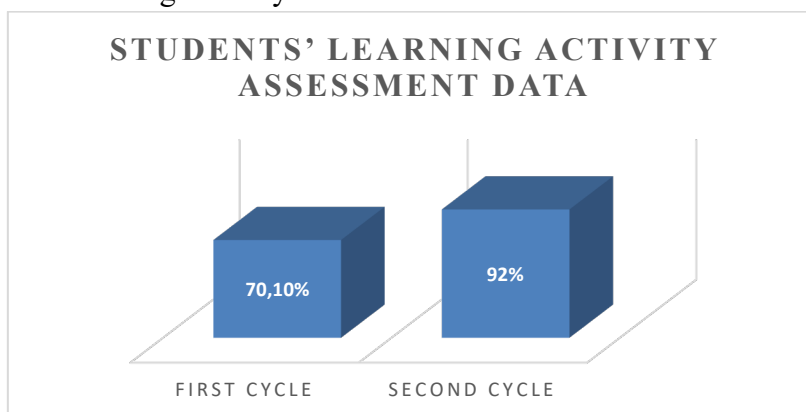 STUDENTS’ LEARNING ACTIVITY
ASSESSMENT DATA
70,10%
92%
FIRST CYCLE
SECOND CYCLE